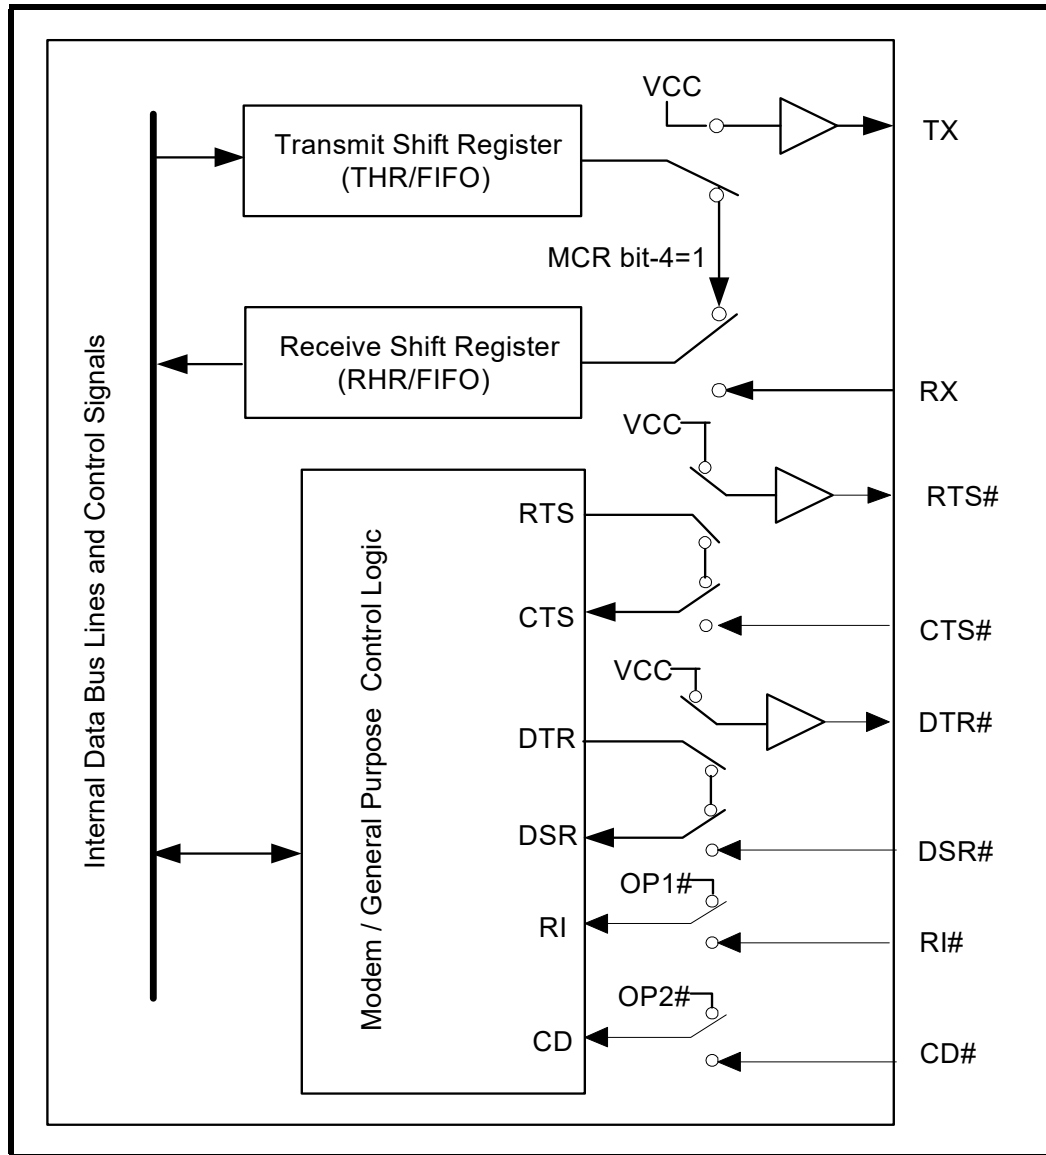 VCC
TX
Transmit Shift Register
(THR/FIFO)
MCR bit-4=1
Receive Shift Register
(RHR/FIFO)
RX
VCC
RTS#
RTS
CTS
CTS#
VCC
DTR#
DTR
DSR
DSR#
OP1#
RI
RI#
OP2#
CD
CD#
Internal Data Bus Lines and Control Signals
Modem / General Purpose Control Logic